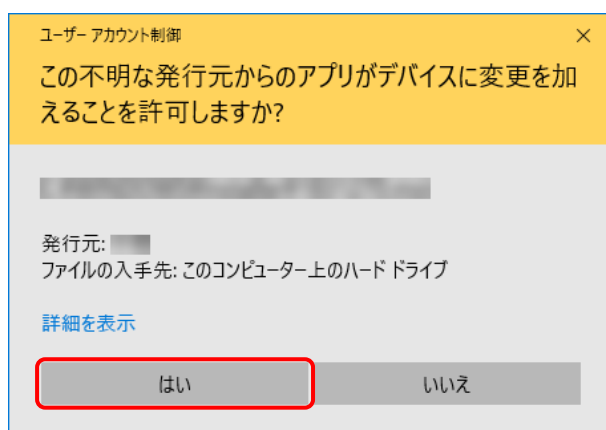 ユーザー アカウント制御
この不明な発行元からのアプリがデバイスに変更を加
えることを許可しますか?
発行元:
ファイルの入手先: このコンピューター上のハード ドライブ
詳細を表示
はい
いいえ